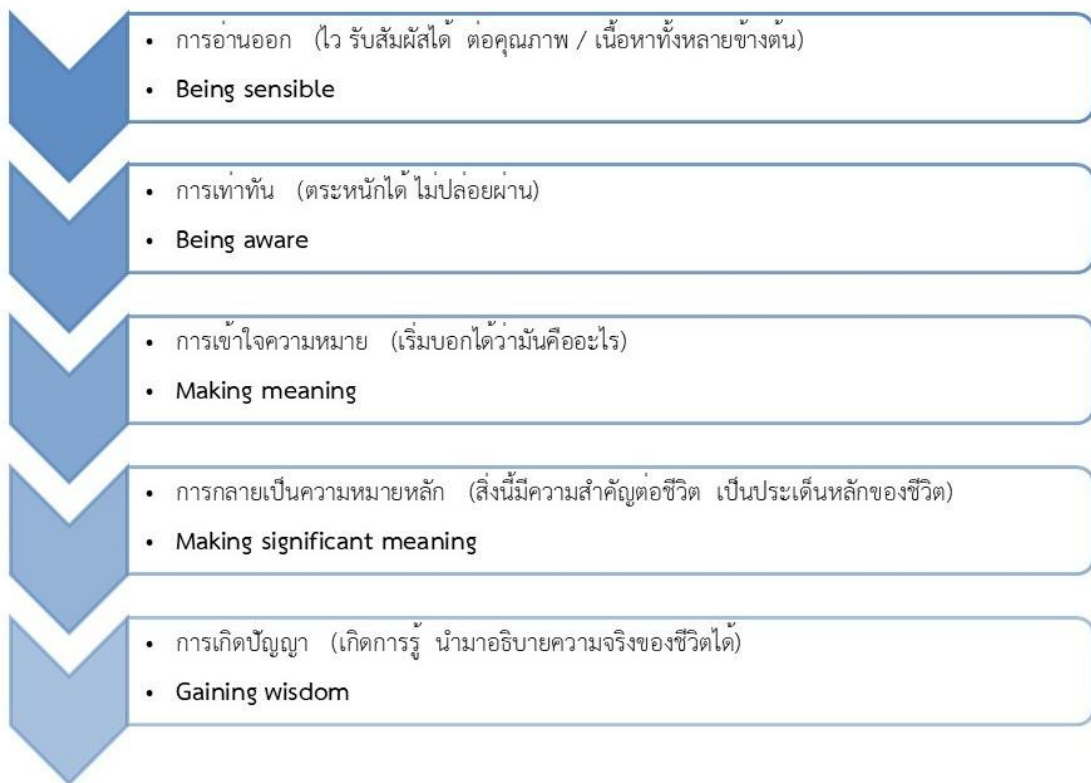 • การอ่านออก (ไว รับสัมผัสได้ ต่อคุณภาพ / เนื้อหาทั้งหลายข้างต้น)
• Being sensible
• การเท่าทัน (ตระหนักได้ ไม่ปล่อยผ่าน)
• Being aware
• การเข้าใจความหมาย (เริ่มบอกได้ว่ามันคืออะไร)
• Making meaning
• การกลายเป็นความหมายหลัก (สิ่งนี้มีความสำคัญต่อชีวิต เป็นประเด็นหลักของชีวิต)
• Making significant meaning
• การเกิดปัญญา (เกิดการรู้ นำมาอธิบายความจริงของชีวิตได้)
• Gaining wisdom